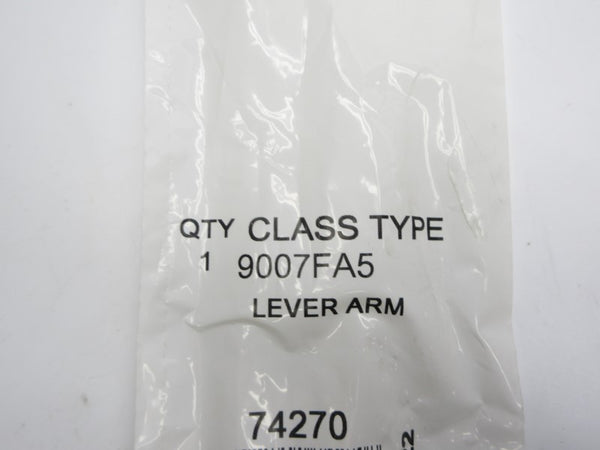 QTY CLASS TYPE
1 9007FA5
LEVER ARM
74270